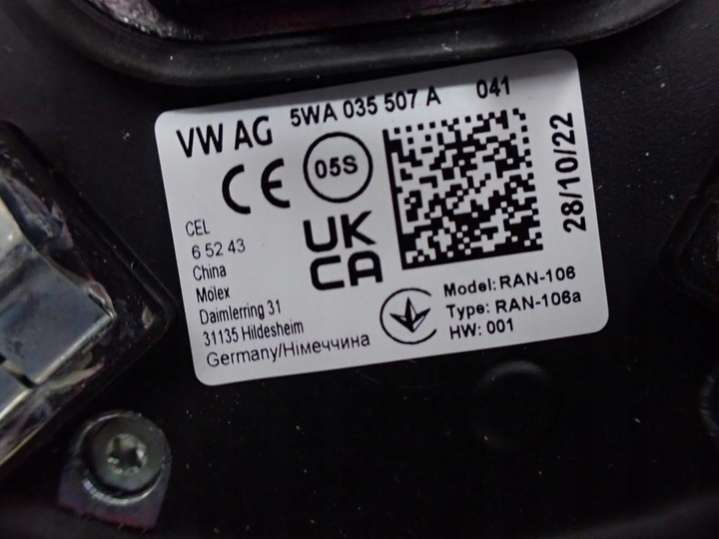 VW AG 5WA 035 507 A 041
CE
05S
28/10/22
UK
CA
CEL
6 52 43
China
Molex
Daimlerring 31
31135 Hildesheim
Germany/Німеччина
Model: RAN-106
Type: RAN-106a
HW: 001